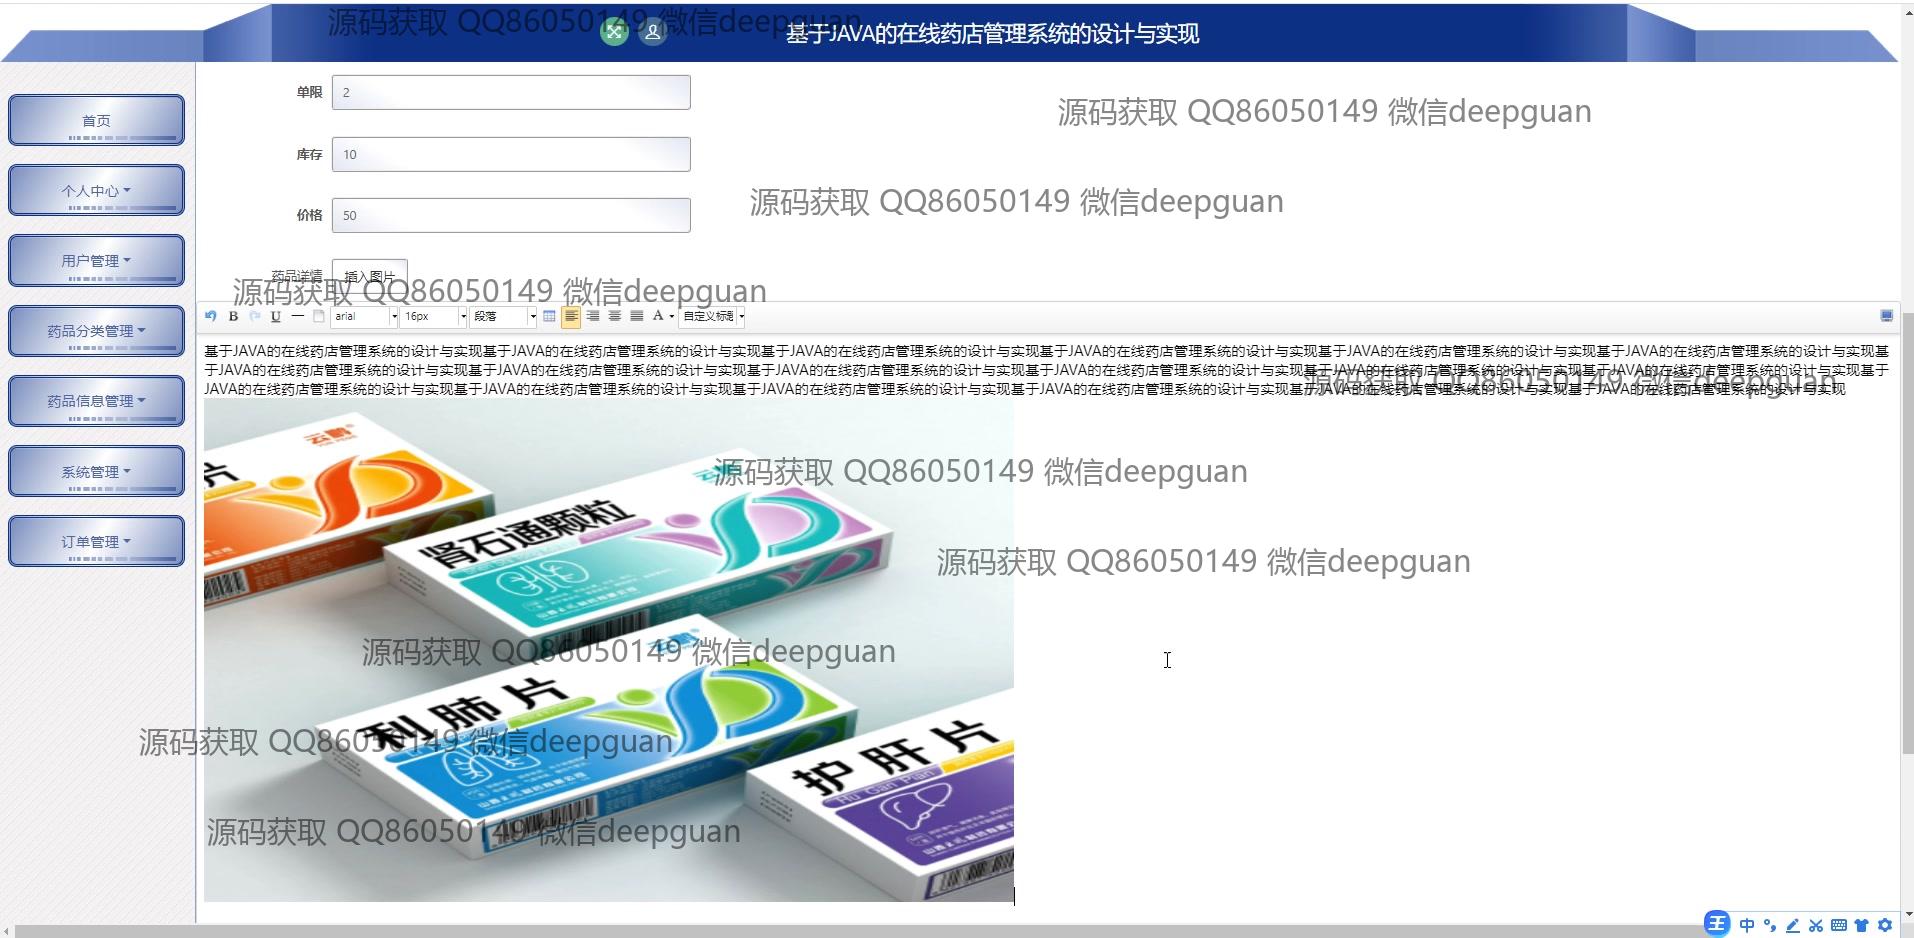 基于JAVA的在线药店管理系统的设计与实现
源码获取 QQ86050149 微信deepguan
首页
个人中心
用户管理
药品分类管理
药品信息管理
系统管理
订单管理
单限 2
源码获取 QQ86050149 微信deepguan
库存 10
源码获取 QQ86050149 微信deepguan
价格 50
药品详情 插入图片
源码获取 QQ86050149 微信deepguan
B U arial 16px 段落 A 自定义标题
基于JAVA的在线药店管理系统的设计与实现基于JAVA的在线药店管理系统的设计与实现基于JAVA的在线药店管理系统的设计与实现基于JAVA的在线药店管理系统的设计与实现基于JAVA的在线药店管理系统的设计与实现基于JAVA的在线药店管理系统的设计与实现基
于JAVA的在线药店管理系统的设计与实现基于JAVA的在线药店管理系统的设计与实现基于JAVA的在线药店管理系统的设计与实现基于JAVA的在线药店管理系统的设计与实现基于JAVA的在线药店管理系统的设计与实现基于JAVA的在线药店管理系统的设计与实现基于
JAVA的在线药店管理系统的设计与实现基于JAVA的在线药店管理系统的设计与实现基于JAVA的在线药店管理系统的设计与实现基于JAVA的在线药店管理系统的设计与实现基于JAVA的在线药店管理系统的设计与实现基于JAVA的在线药店管理系统的设计与实现
源码获取 QQ86050149 微信deepguan
云鹏
片
云鹏
源码获取 QQ86050149 微信deepguan
肾石通颗粒
源码获取 QQ86050149 微信deepguan
云鹏
源码获取 QQ86050149 微信deepguan
利肺片
源码获取 QQ86050149 微信deepguan
护肝片
Hu Gan Pian
源码获取 QQ86050149 微信deepguan
王 中